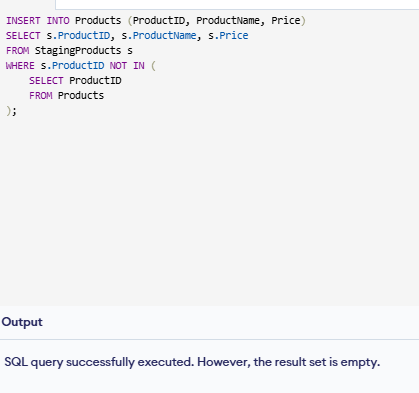 INSERT INTO Products (ProductID, ProductName, Price)
SELECT s.ProductID, s.ProductName, s.Price
FROM StagingProducts s
WHERE s.ProductID NOT IN (
    SELECT ProductID
    FROM Products
);
Output
SQL query successfully executed. However, the result set is empty.